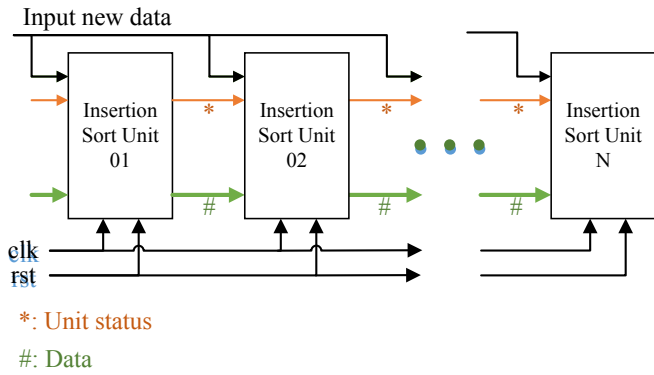 Input new data
Insertion
Sort Unit
01
*
Insertion
Sort Unit
02
*
*
Insertion
Sort Unit
N
#
#
#
clk
rst
*: Unit status
#: Data